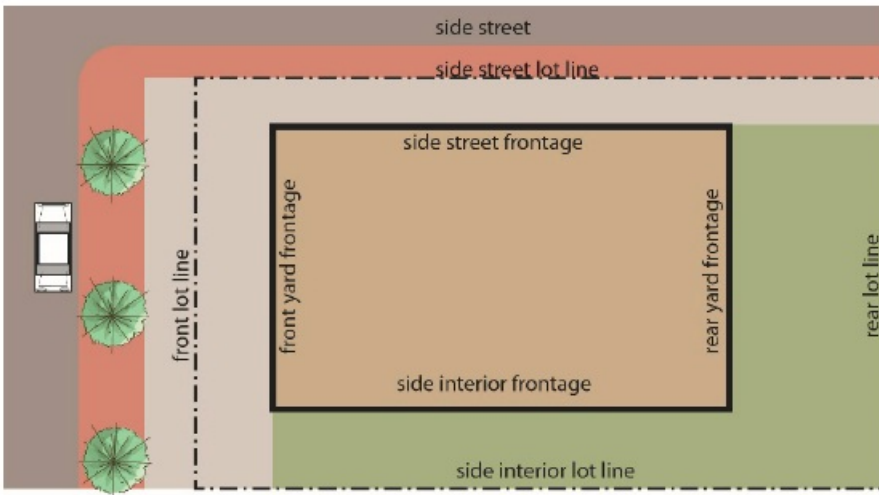 side street
side street lot line
side street frontage
front lot line
front yard frontage
rear yard frontage
rear lot line
side interior frontage
side interior lot line